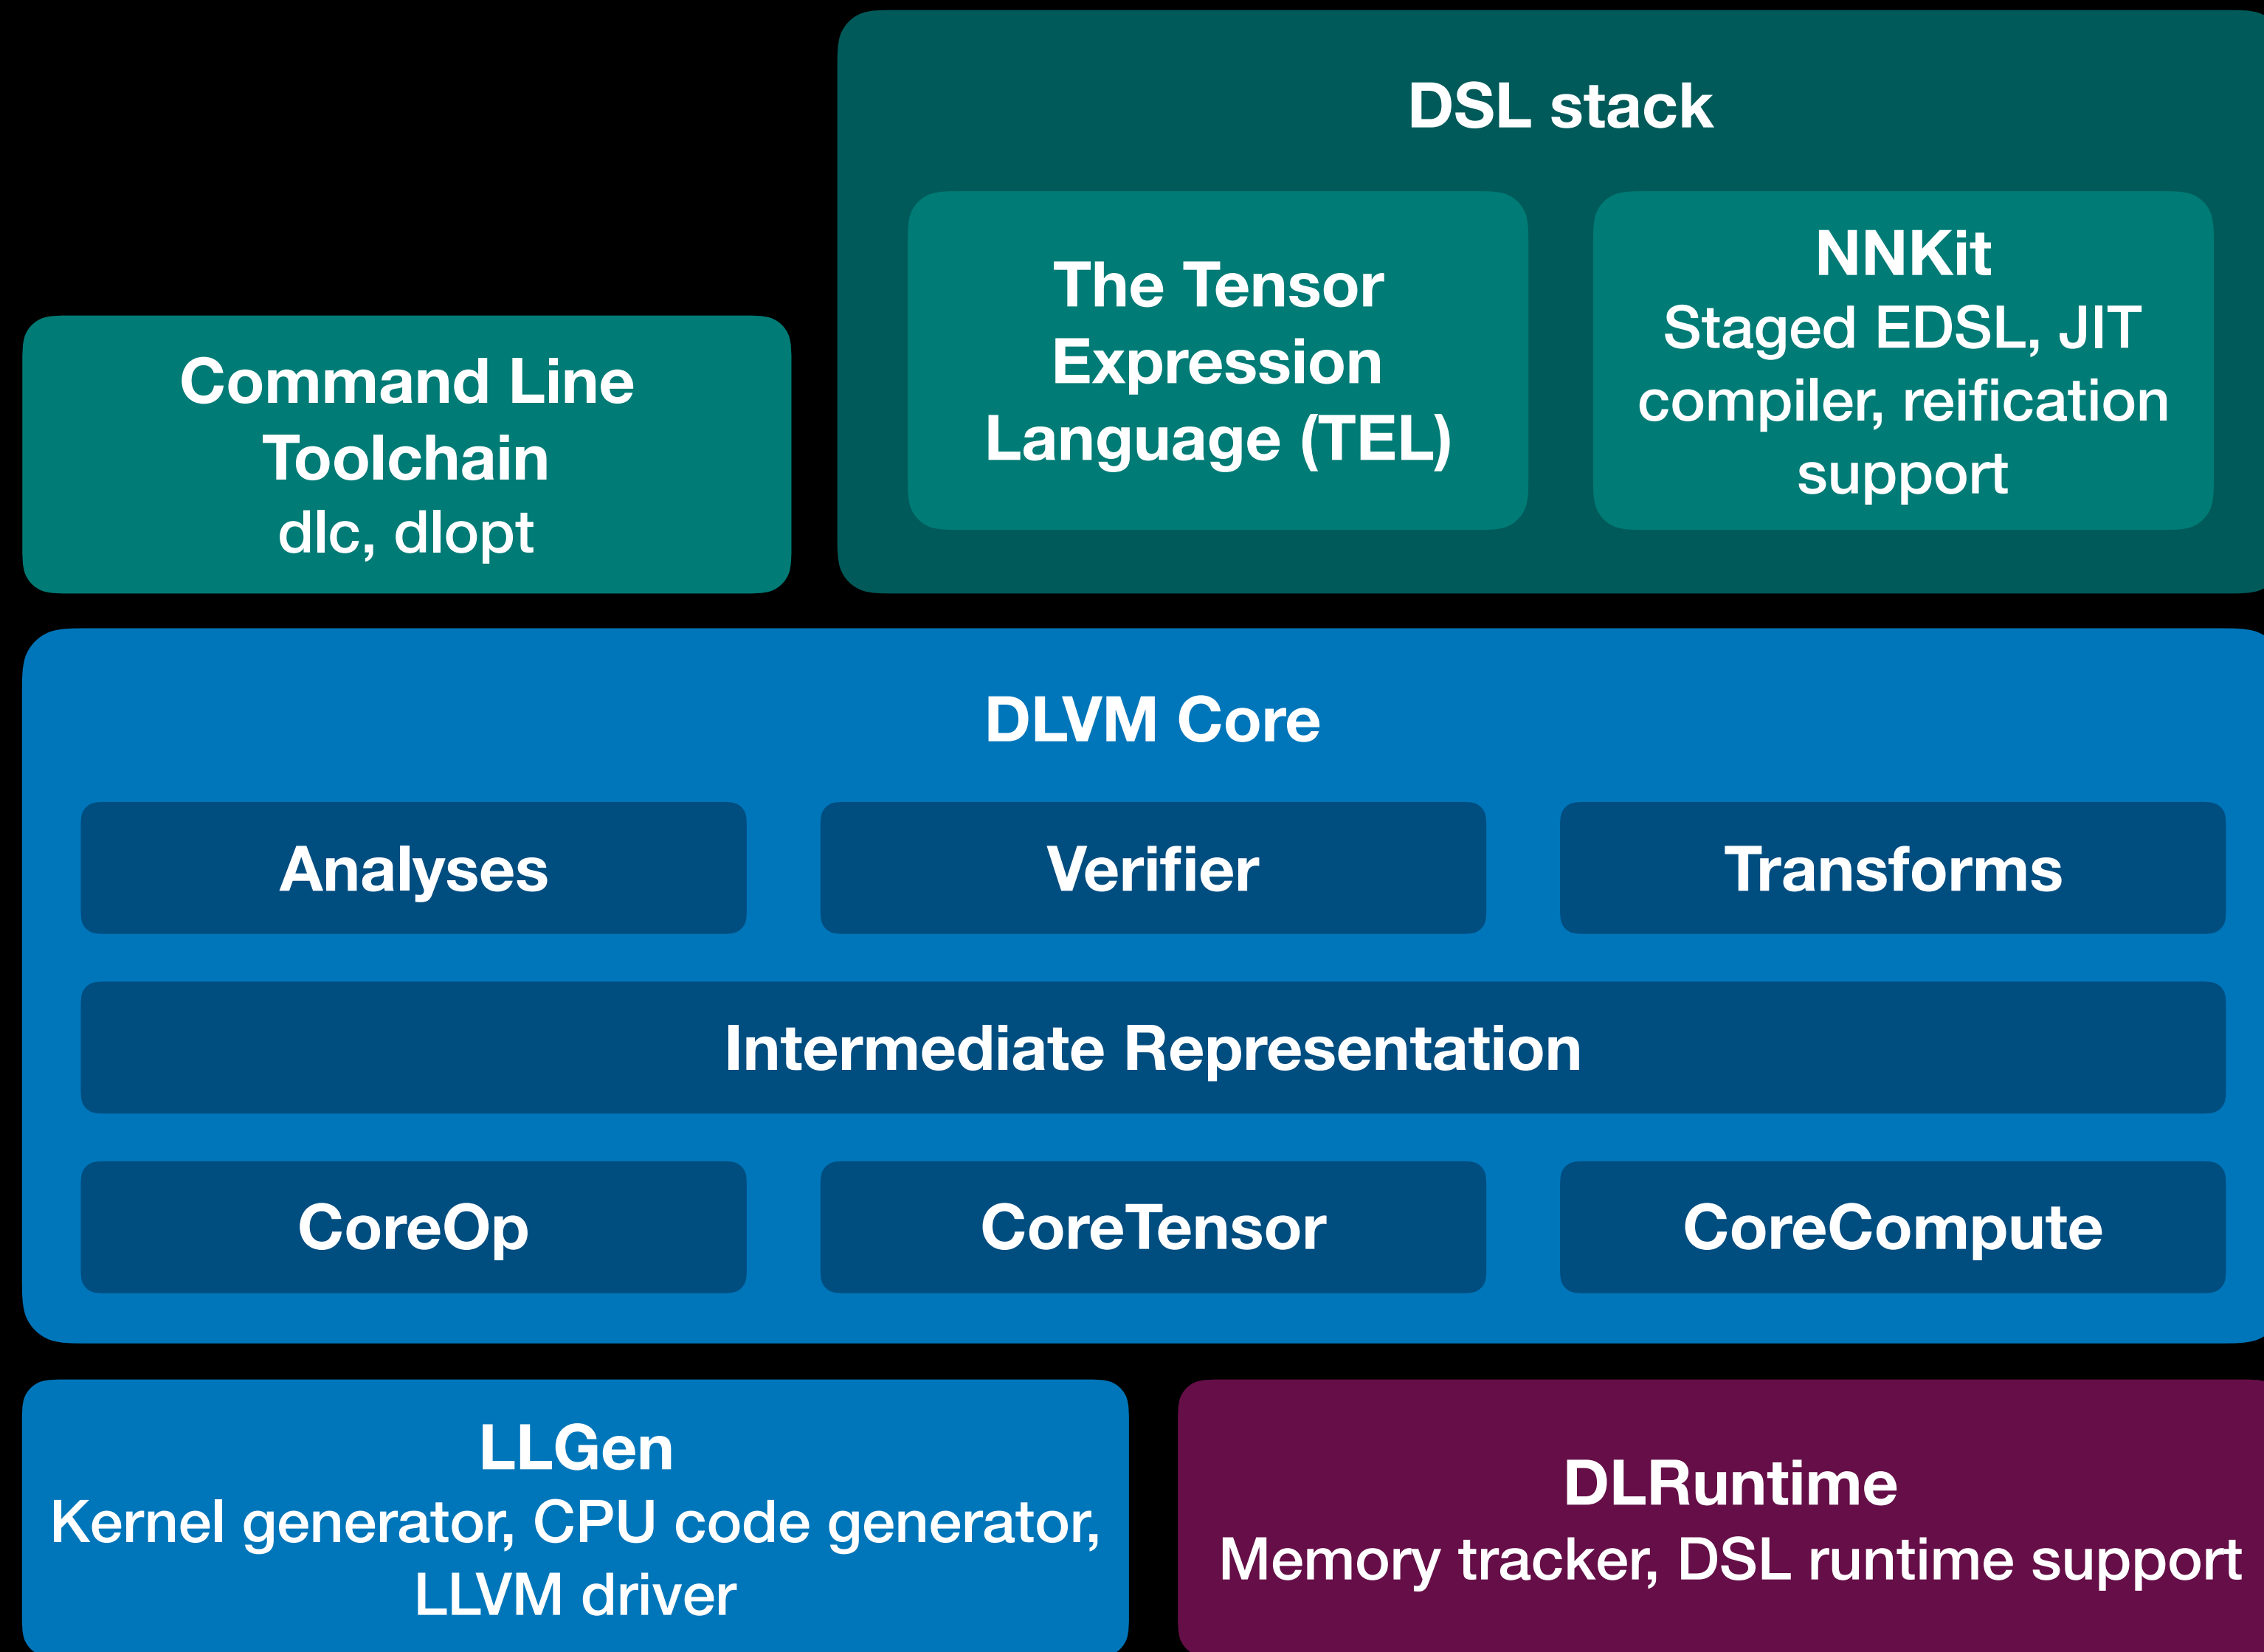 DSL stack
The Tensor
Expression
Language (TEL)
NNKit
Staged EDSL, JIT
compiler, reification
support
Command Line
Toolchain
dlc, dlopt
DLVM Core
Analyses
Verifier
Transforms
Intermediate Representation
CoreOp
CoreTensor
CoreCompute
LLGen
Kernel generator, CPU code generator,
LLVM driver
DLRuntime
Memory tracker, DSL runtime support